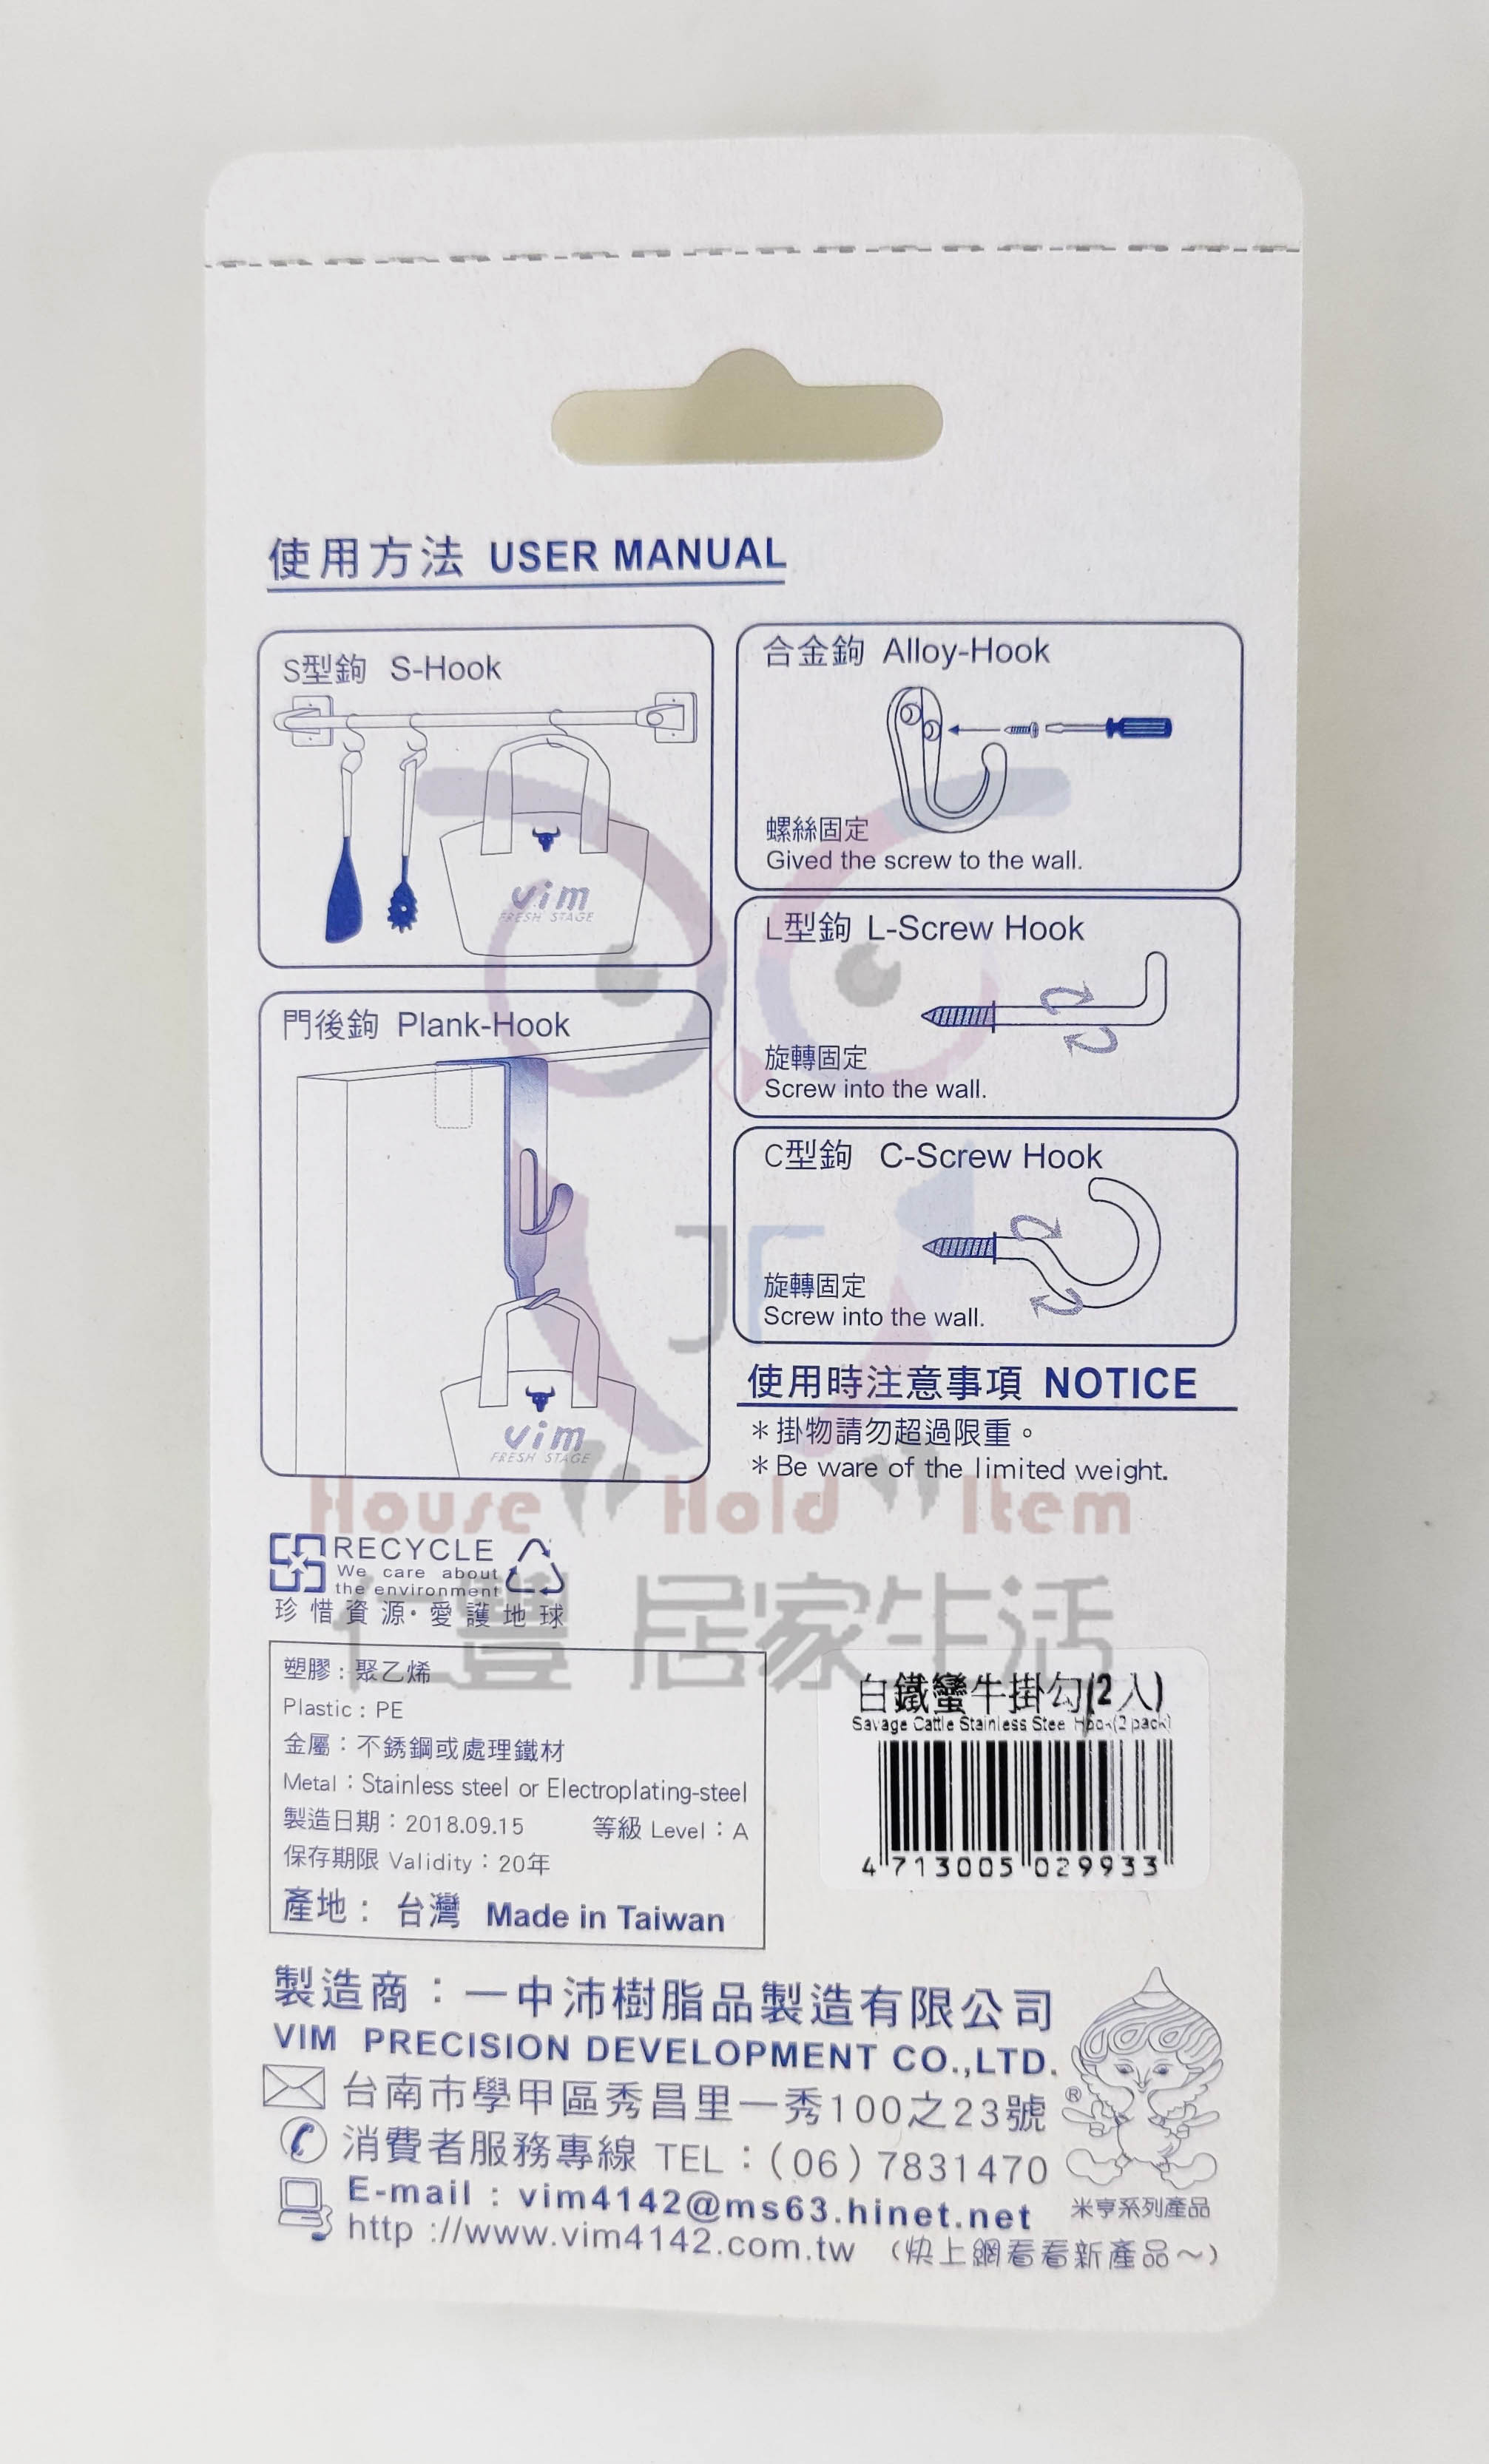 使用方法 USER MANUAL
S型鉤 S-Hook
vim
FRESH STAGE
門後鉤 Plank-Hook
vim
FRESH STAGE
合金鉤 Alloy-Hook
螺絲固定
Gived the screw to the wall.
L型鉤 L-Screw Hook
旋轉固定
Screw into the wall.
C型鉤 C-Screw Hook
旋轉固定
Screw into the wall.
使用時注意事項 NOTICE
＊掛物請勿超過限重。
＊Be ware of the limited weight.
JF
House Hold Item
仁豐 居家生活
RECYCLE
We care about
the environment
珍惜資源·愛護地球
塑膠：聚乙烯
Plastic：PE
金屬：不銹鋼或處理鐵材
Metal：Stainless steel or Electroplating-steel
製造日期：2018.09.15 等級 Level：A
保存期限 Validity：20年
產地：台灣 Made in Taiwan
白鐵蠻牛掛勾(2入)
Savage Cattle Stainless Steel Hook(2 pack)
4 713005 029933
製造商：一中沛樹脂品製造有限公司
VIM PRECISION DEVELOPMENT CO.,LTD.
台南市學甲區秀昌里一秀100之23號
®
消費者服務專線 TEL：(06) 7831470
E-mail：vim4142@ms63.hinet.net
米亨系列產品
http ://www.vim4142.com.tw (快上網看看新產品～)